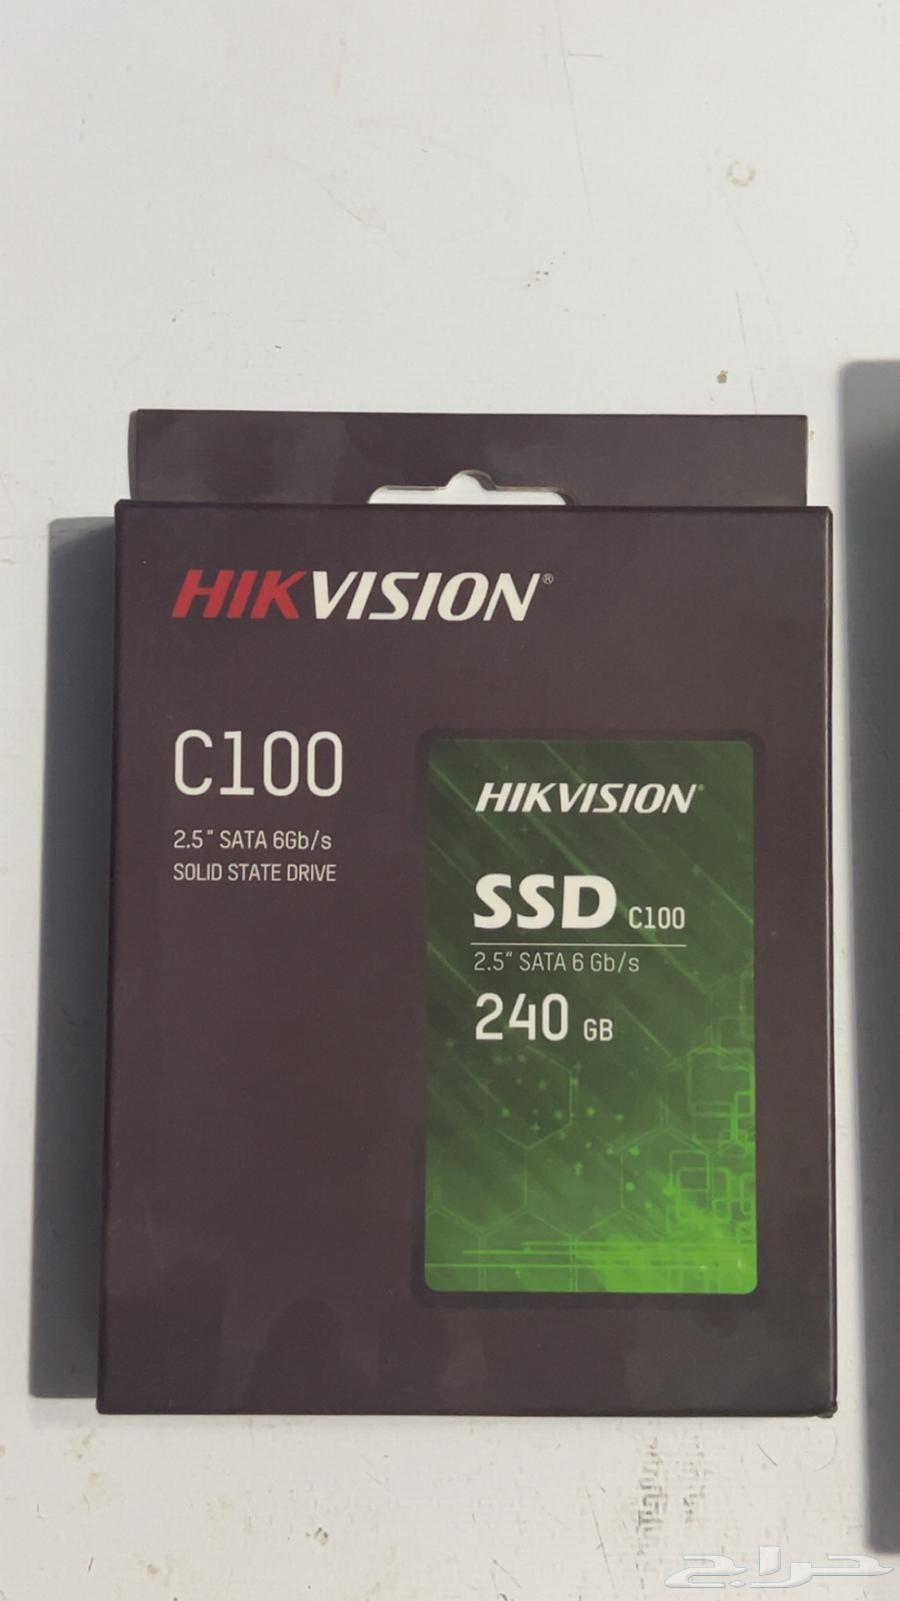 HIKVISION®
C100
2.5" SATA 6Gb/s
SOLID STATE DRIVE
HIKVISION®
SSD C100
2.5" SATA 6 Gb/s
240 GB
حراج